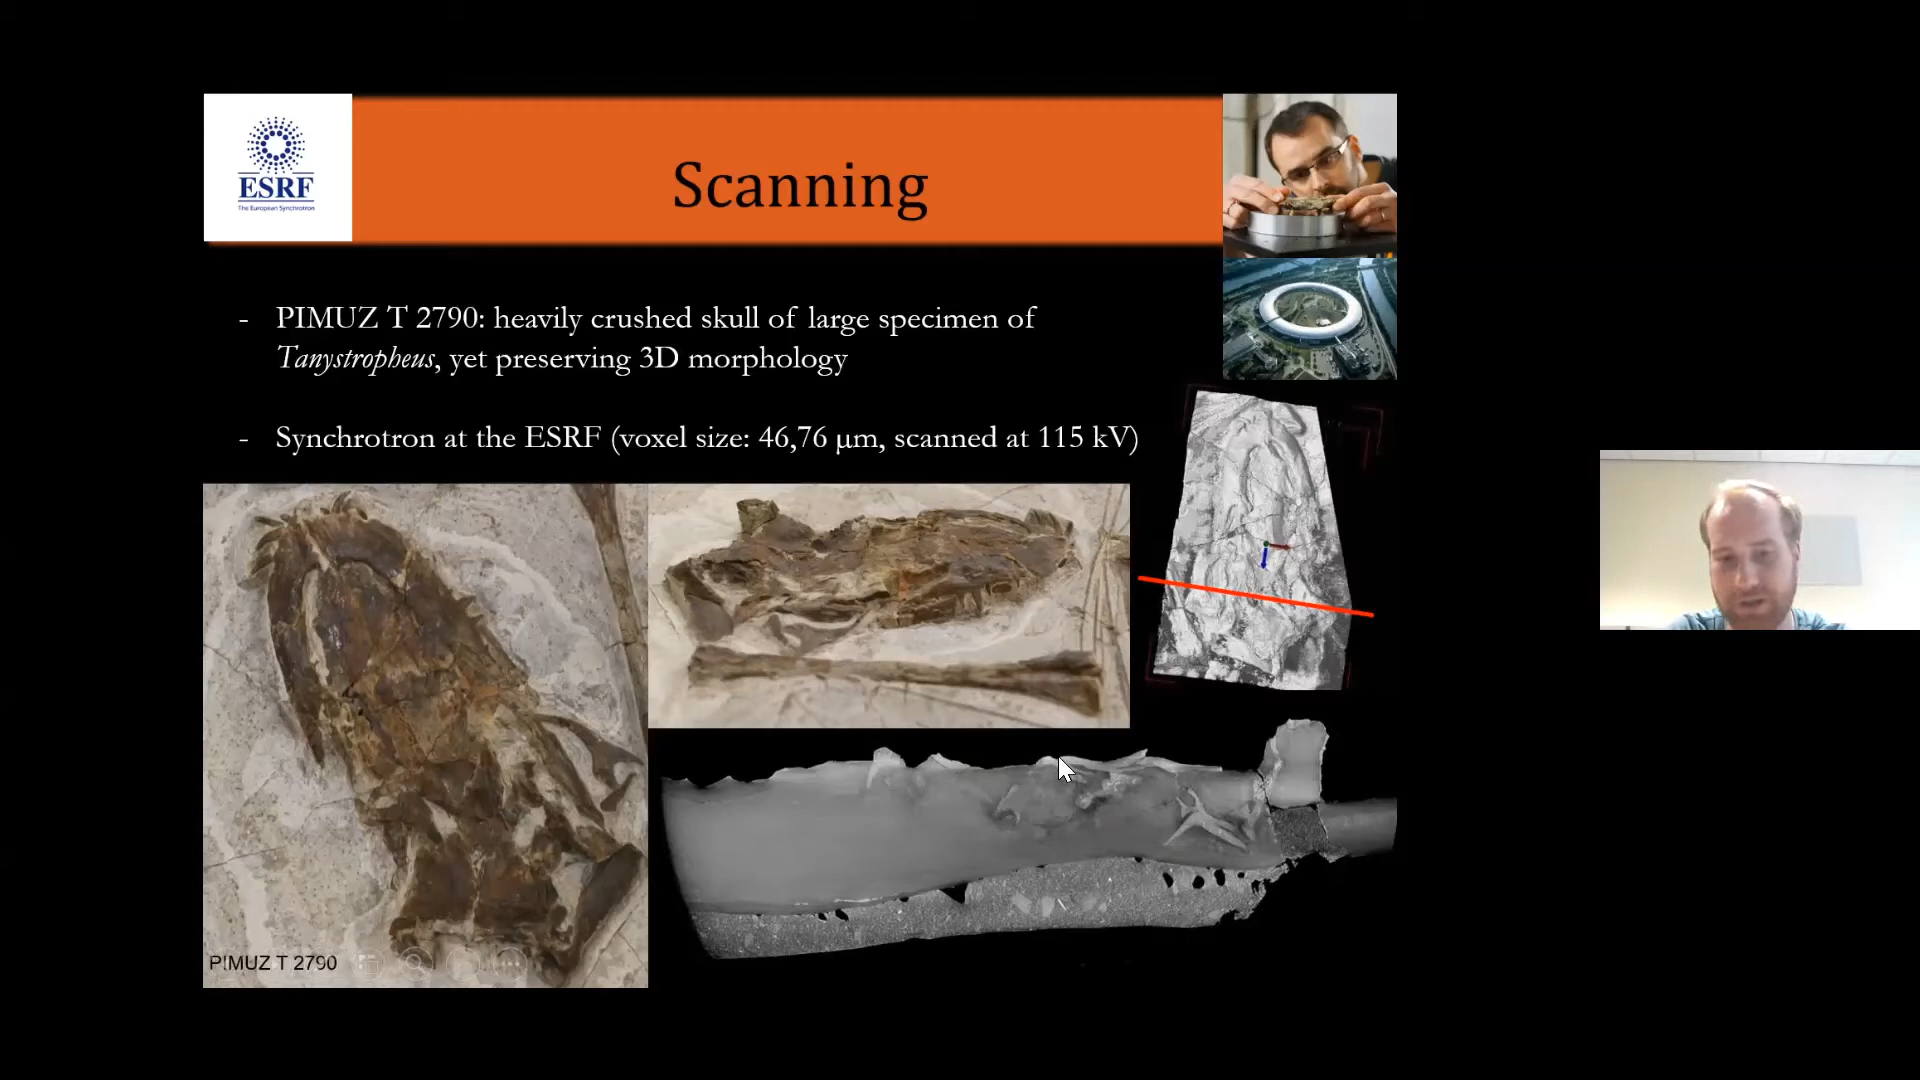 ESRF
The European Synchrotron
Scanning
- PIMUZ T 2790: heavily crushed skull of large specimen of
Tanystropheus, yet preserving 3D morphology
- Synchrotron at the ESRF (voxel size: 46,76 μm, scanned at 115 kV)
PIMUZ T 2790